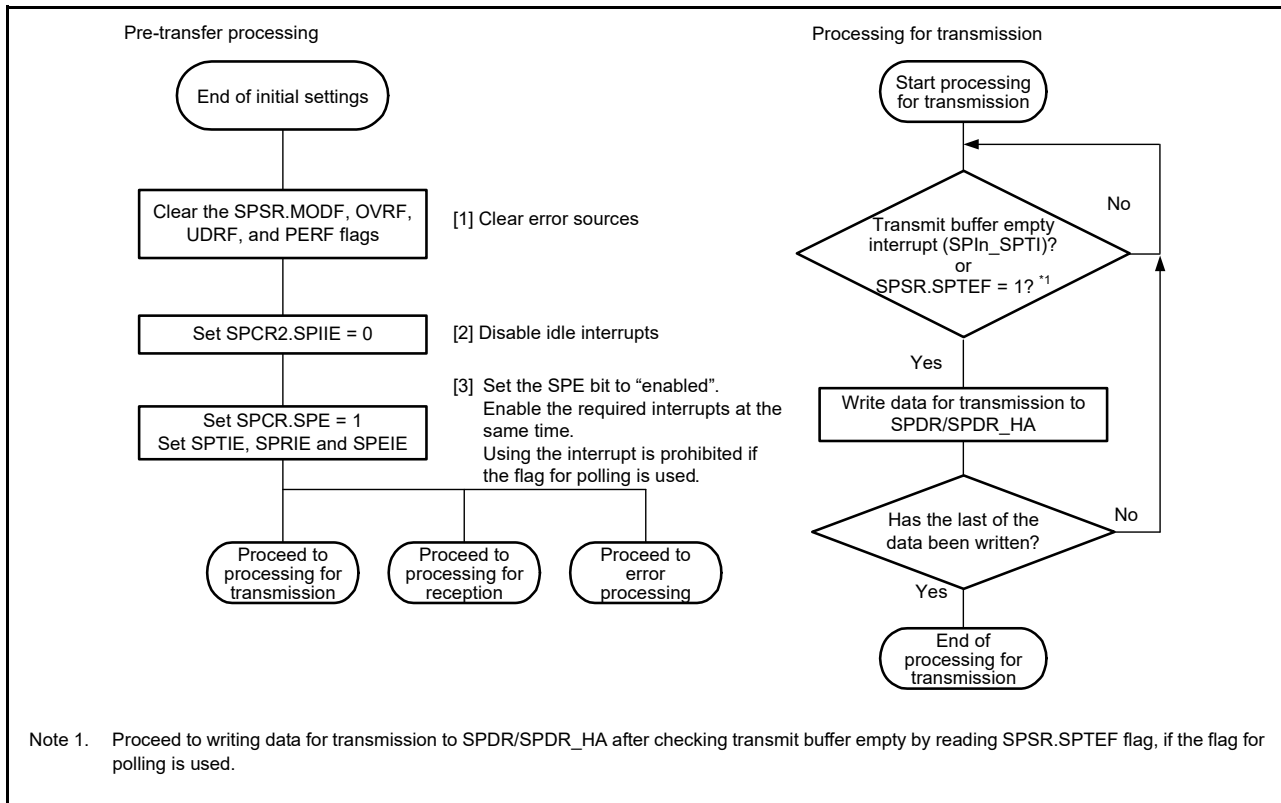 Pre-transfer processing
End of initial settings
Clear the SPSR.MODF, OVRF,
UDRF, and PERF flags
[1] Clear error sources
Set SPCR2.SPIIE = 0
[2] Disable idle interrupts
Set SPCR.SPE = 1
Set SPTIE, SPRIE and SPEIE
[3] Set the SPE bit to “enabled”.
Enable the required interrupts at the
same time.
Using the interrupt is prohibited if
the flag for polling is used.
Proceed to
processing for
transmission
Proceed to
processing for
reception
Proceed to
error
processing
Processing for transmission
Start processing
for transmission
Transmit buffer empty
interrupt (SPIn_SPTI)?
or
SPSR.SPTEF = 1? *1
No
Yes
Write data for transmission to
SPDR/SPDR_HA
Has the last of the
data been written?
No
Yes
End of
processing for
transmission
Note 1. Proceed to writing data for transmission to SPDR/SPDR_HA after checking transmit buffer empty by reading SPSR.SPTEF flag, if the flag for
polling is used.